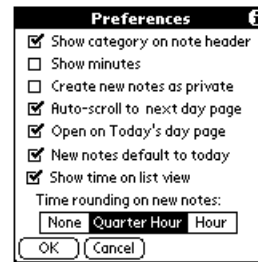 Preferences
Show category on note header
Show minutes
Create new notes as private
Auto-scroll to next day page
Open on Today's day page
New notes default to today
Show time on list view
Time rounding on new notes:
None Quarter Hour Hour
OK Cancel